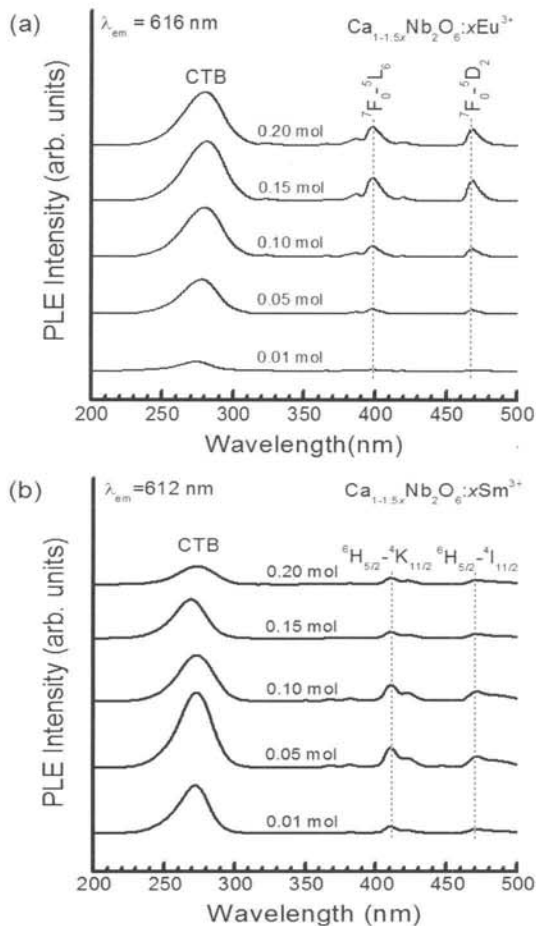 (a)
λem = 616 nm
Ca1-1.5xNb2O6:xEu3+
CTB
7F0-5L6
7F0-5D2
0.20 mol
0.15 mol
0.10 mol
0.05 mol
0.01 mol
PLE Intensity (arb. units)
200 250 300 350 400 450 500
Wavelength(nm)
(b)
λem =612 nm
Ca1-1.5xNb2O6:xSm3+
CTB
6H5/2-4K11/2 6H5/2-4I11/2
0.20 mol
0.15 mol
0.10 mol
0.05 mol
0.01 mol
PLE Intensity (arb. units)
200 250 300 350 400 450 500
Wavelength (nm)